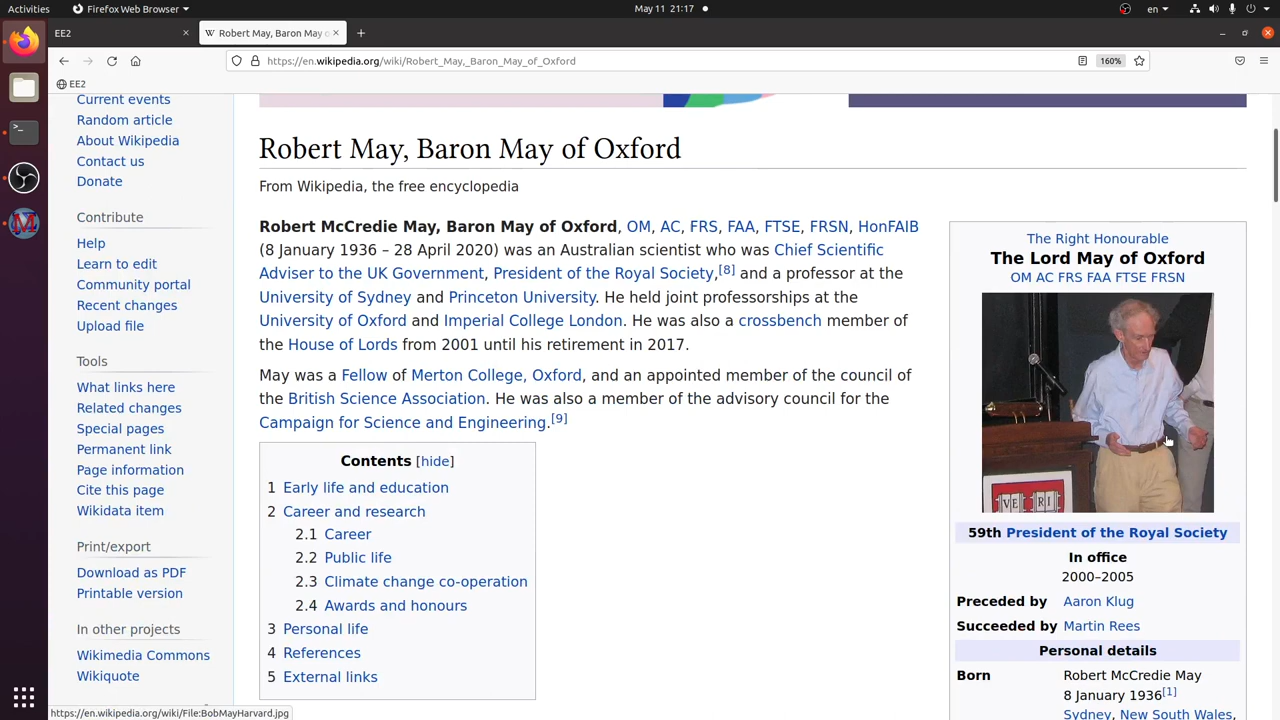 Activities
Firefox Web Browser
May 11 21:17
en
EE2
Robert May, Baron May o
https://en.wikipedia.org/wiki/Robert_May,_Baron_May_of_Oxford
160%
EE2
Current events
Random article
About Wikipedia
Contact us
Donate
Contribute
Help
Learn to edit
Community portal
Recent changes
Upload file
Tools
What links here
Related changes
Special pages
Permanent link
Page information
Cite this page
Wikidata item
Print/export
Download as PDF
Printable version
In other projects
Wikimedia Commons
Wikiquote
Robert May, Baron May of Oxford
From Wikipedia, the free encyclopedia
Robert McCredie May, Baron May of Oxford, OM, AC, FRS, FAA, FTSE, FRSN, HonFAIB
(8 January 1936 – 28 April 2020) was an Australian scientist who was Chief Scientific
Adviser to the UK Government, President of the Royal Society,[8] and a professor at the
University of Sydney and Princeton University. He held joint professorships at the
University of Oxford and Imperial College London. He was also a crossbench member of
the House of Lords from 2001 until his retirement in 2017.
May was a Fellow of Merton College, Oxford, and an appointed member of the council of
the British Science Association. He was also a member of the advisory council for the
Campaign for Science and Engineering.[9]
Contents [hide]
1 Early life and education
2 Career and research
2.1 Career
2.2 Public life
2.3 Climate change co-operation
2.4 Awards and honours
3 Personal life
4 References
5 External links
The Right Honourable
The Lord May of Oxford
OM AC FRS FAA FTSE FRSN
VE RI
59th President of the Royal Society
In office
2000–2005
Preceded by Aaron Klug
Succeeded by Martin Rees
Personal details
Born Robert McCredie May
8 January 1936[1]
Sydney, New South Wales,
https://en.wikipedia.org/wiki/File:BobMayHarvard.jpg